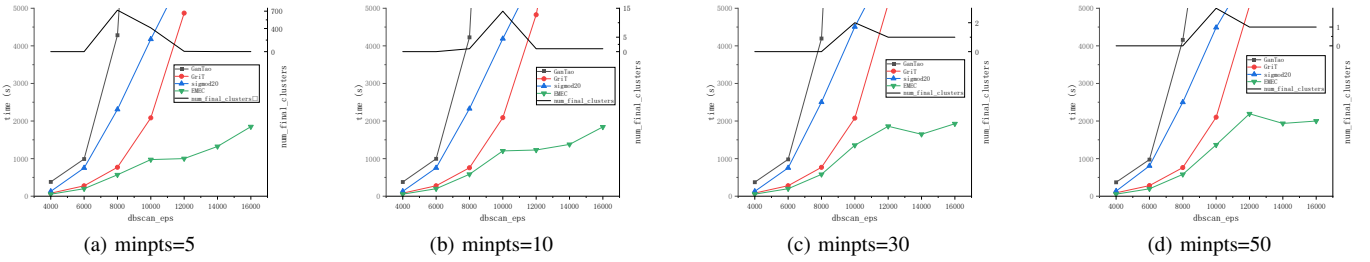 5000
4000
3000
2000
1000
0
time (s)
700
400
0
num_final_clusters
GanTao
GriT
sigmod20
EMEC
num_final_clusters□
4000 6000 8000 10000 12000 14000 16000
dbscan_eps
(a) minpts=5
5000
4000
3000
2000
1000
0
time (s)
15
5
0
num_final_clusters
GanTao
GriT
sigmod20
EMEC
num_final_clusters
4000 6000 8000 10000 12000 14000 16000
dbscan_eps
(b) minpts=10
5000
4000
3000
2000
1000
0
time (s)
2
1
0
num_final_clusters
GanTao
GriT
sigmod20
EMEC
num_final_clusters
4000 6000 8000 10000 12000 14000 16000
dbscan_eps
(c) minpts=30
5000
4000
3000
2000
1000
0
time (s)
1
0
num_final_clusters
GanTao
GriT
sigmod20
EMEC
num_final_clusters
4000 6000 8000 10000 12000 14000 16000
dbscan_eps
(d) minpts=50